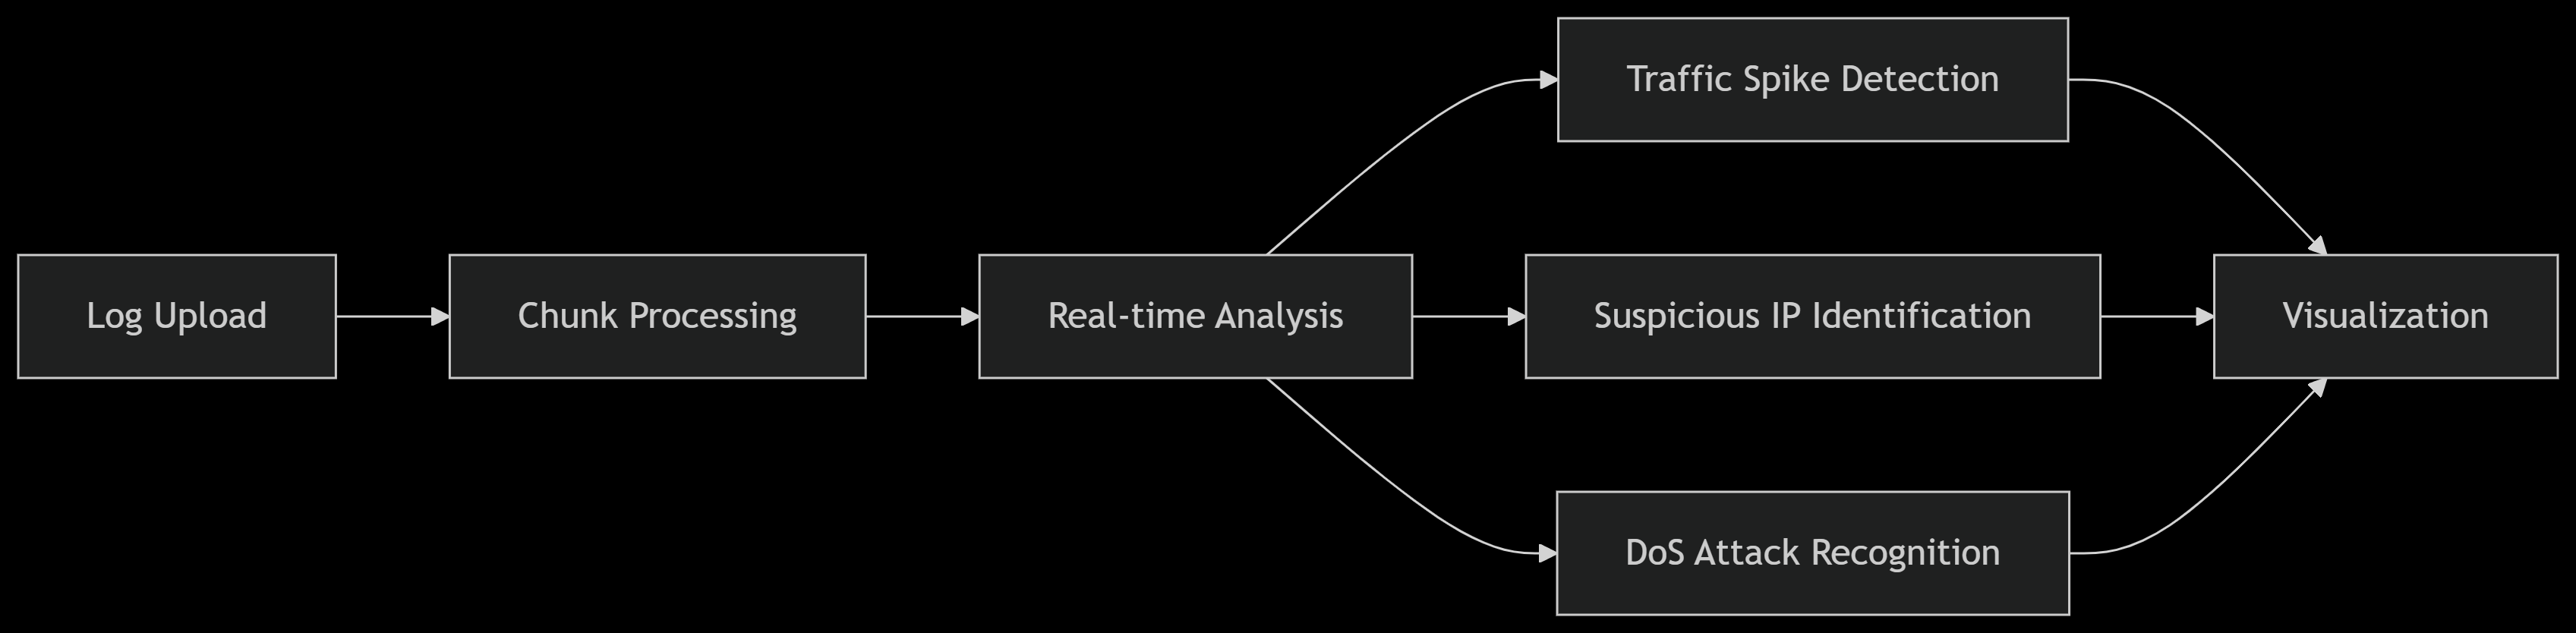 Log Upload
Chunk Processing
Real-time Analysis
Traffic Spike Detection
Suspicious IP Identification
DoS Attack Recognition
Visualization